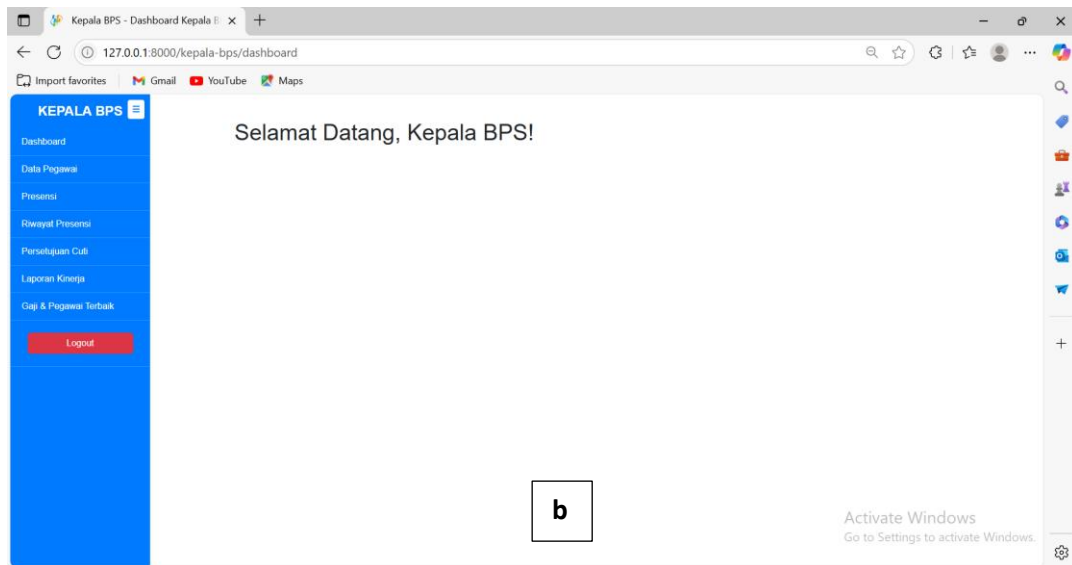 Kepala BPS - Dashboard Kepala B
127.0.0.1:8000/kepala-bps/dashboard
Import favorites
Gmail
YouTube
Maps
KEPALA BPS
Selamat Datang, Kepala BPS!
Dashboard
Data Pegawai
Presensi
Riwayat Presensi
Persetujuan Cuti
Laporan Kinerja
Gaji & Pegawai Terbaik
Logout
b
Activate Windows
Go to Settings to activate Windows.